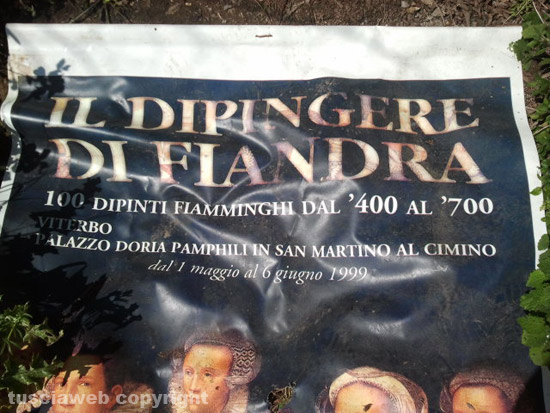 IL DIPINGERE
DI FIANDRA
100 DIPINTI FIAMMINGHI DAL '400 AL '700
VITERBO
PALAZZO DORIA PAMPHILI IN SAN MARTINO AL CIMINO
dal 1 maggio al 6 giugno 1999
tusciaweb copyright